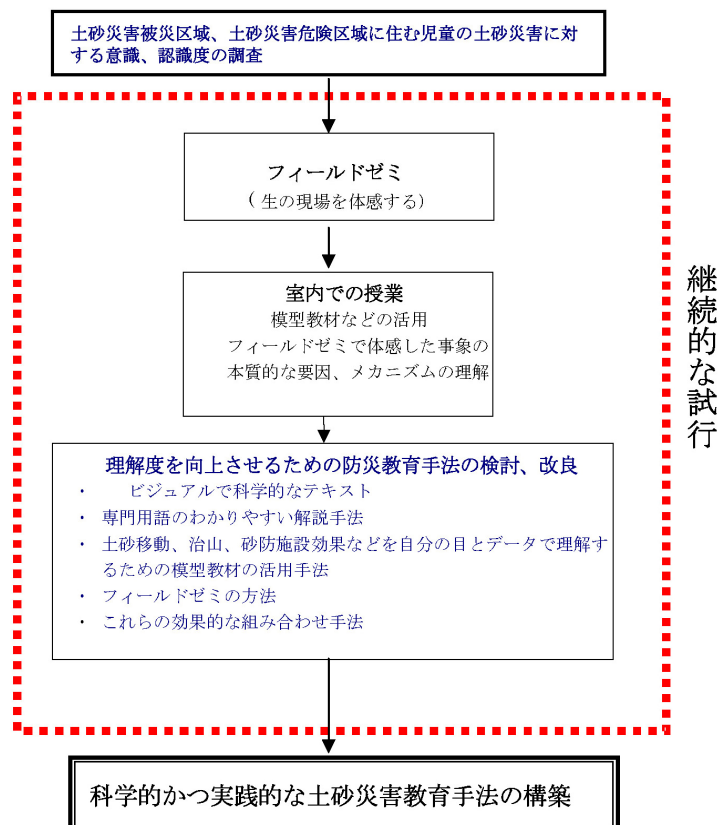 土砂災害被災区域、土砂災害危険区域に住む児童の土砂災害に対
する意識、認識度の調査
フィールドゼミ
( 生の現場を体感する)
室内での授業
模型教材などの活用
フィールドゼミで体感した事象の
本質的な要因、メカニズムの理解
理解度を向上させるための防災教育手法の検討、改良
・ ビジュアルで科学的なテキスト
・ 専門用語のわかりやすい解説手法
・ 土砂移動、治山、砂防施設効果などを自分の目とデータで理解す
るための模型教材の活用手法
・ フィールドゼミの方法
・ これらの効果的な組み合わせ手法
継続的な試行
科学的かつ実践的な土砂災害教育手法の構築